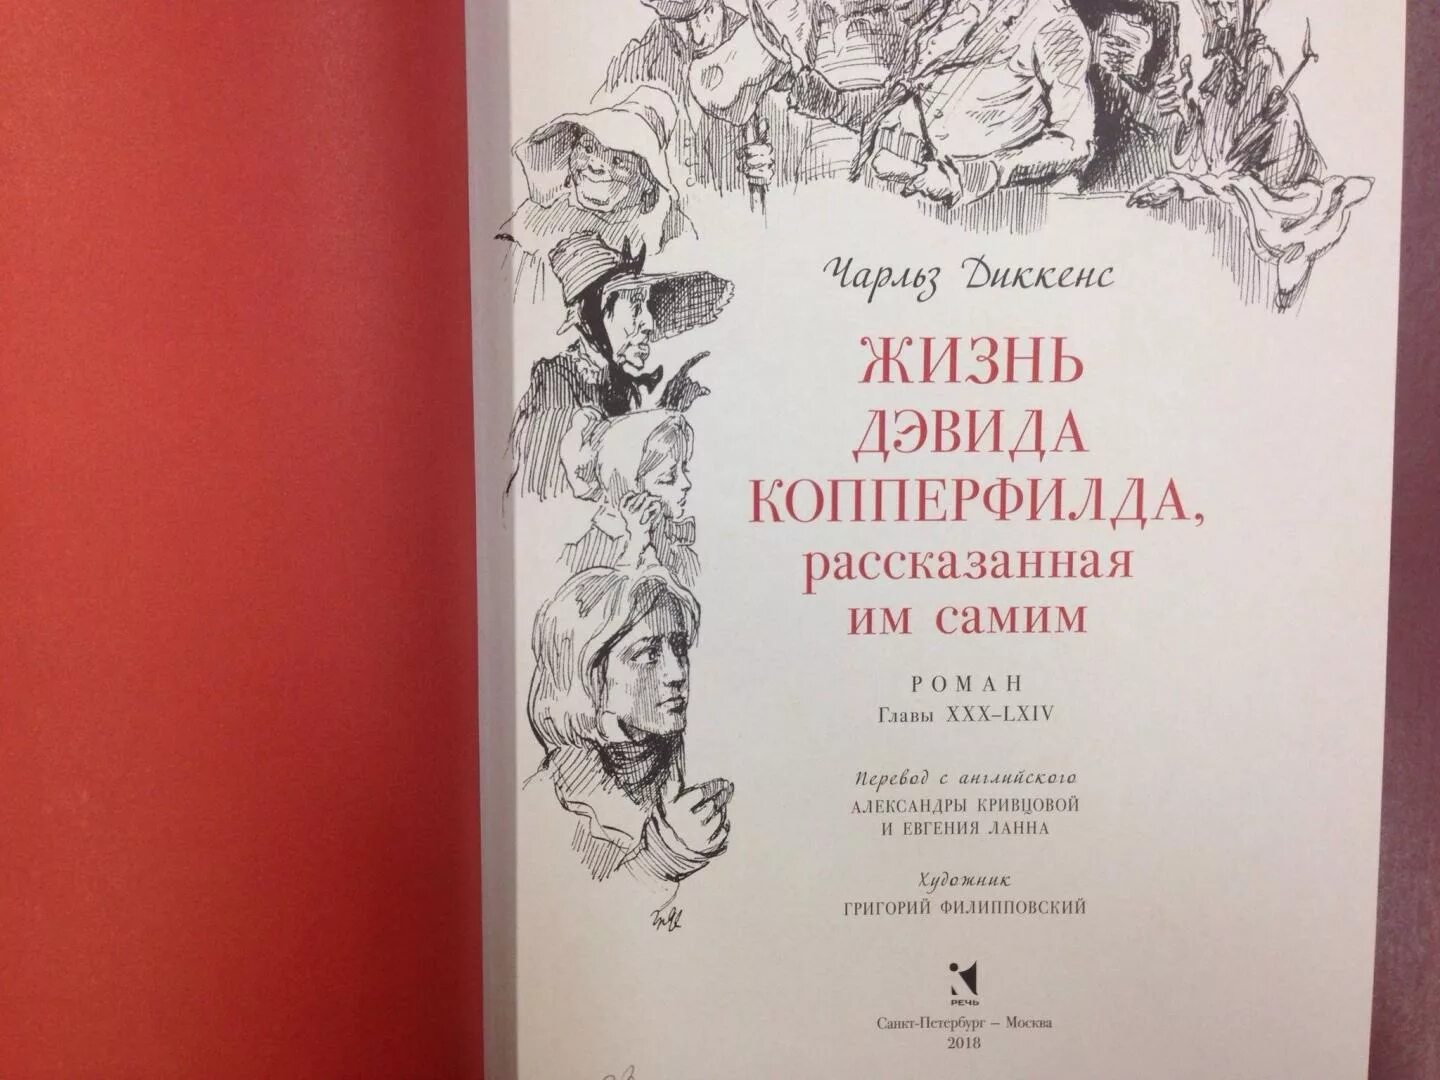 Чарльз Диккенс
ЖИЗНЬ
ДЭВИДА
КОППЕРФИЛДА,
рассказанная
им самим
РОМАН
Главы XXX–LXIV
Перевод с английского
АЛЕКСАНДРЫ КРИВЦОВОЙ
И ЕВГЕНИЯ ЛАННА
Художник
ГРИГОРИЙ ФИЛИППОВСКИЙ
РЕЧЬ
Санкт-Петербург – Москва
2018